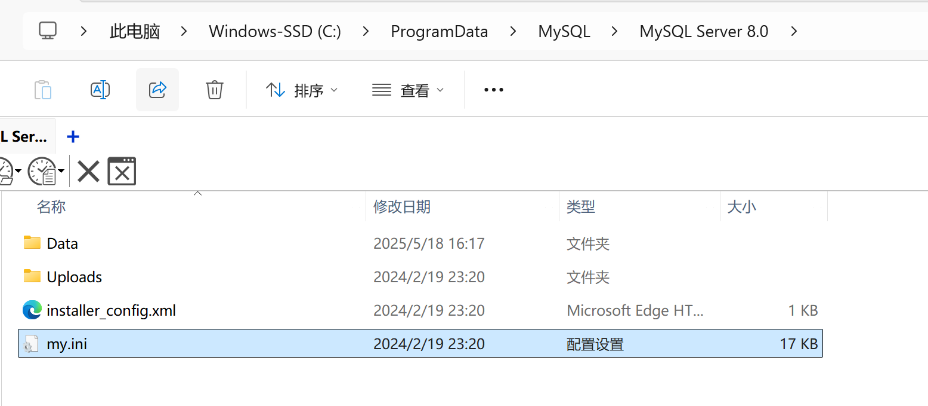 此电脑 > Windows-SSD (C:) > ProgramData > MySQL > MySQL Server 8.0 >
排序 查看
L Ser...
名称 修改日期 类型 大小
Data 2025/5/18 16:17 文件夹
Uploads 2024/2/19 23:20 文件夹
installer_config.xml 2024/2/19 23:20 Microsoft Edge HT... 1 KB
my.ini 2024/2/19 23:20 配置设置 17 KB